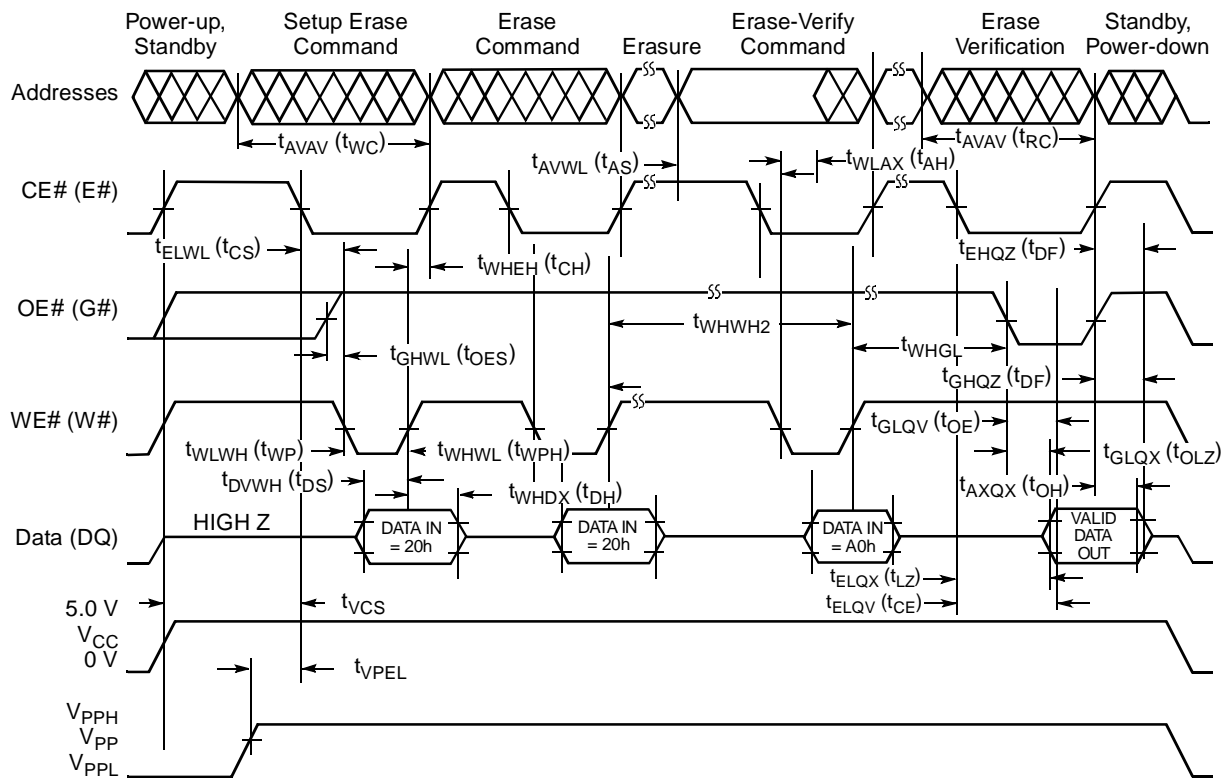 Power-up, Standby
Setup Erase Command
Erase Command
Erasure
Erase-Verify Command
Erase Verification
Standby, Power-down
Addresses
tAVAV (tWC)
tAVWL (tAS)
tWLAX (tAH)
tAVAV (tRC)
CE# (E#)
tELWL (tCS)
tWHEH (tCH)
tEHQZ (tDF)
OE# (G#)
tWHWH2
tWHGL
tGHWL (tOES)
tGHQZ (tDF)
WE# (W#)
tGLQV (tOE)
tWLWH (tWP)
tWHWL (tWPH)
tGLQX (tOLZ)
tDVWH (tDS)
tWHDX (tDH)
tAXQX (tOH)
Data (DQ)
HIGH Z
DATA IN = 20h
DATA IN = 20h
DATA IN = A0h
VALID DATA OUT
tELQX (tLZ)
tELQV (tCE)
5.0 V
VCC
0 V
tVCS
tVPEL
VPPH
VPP
VPPL